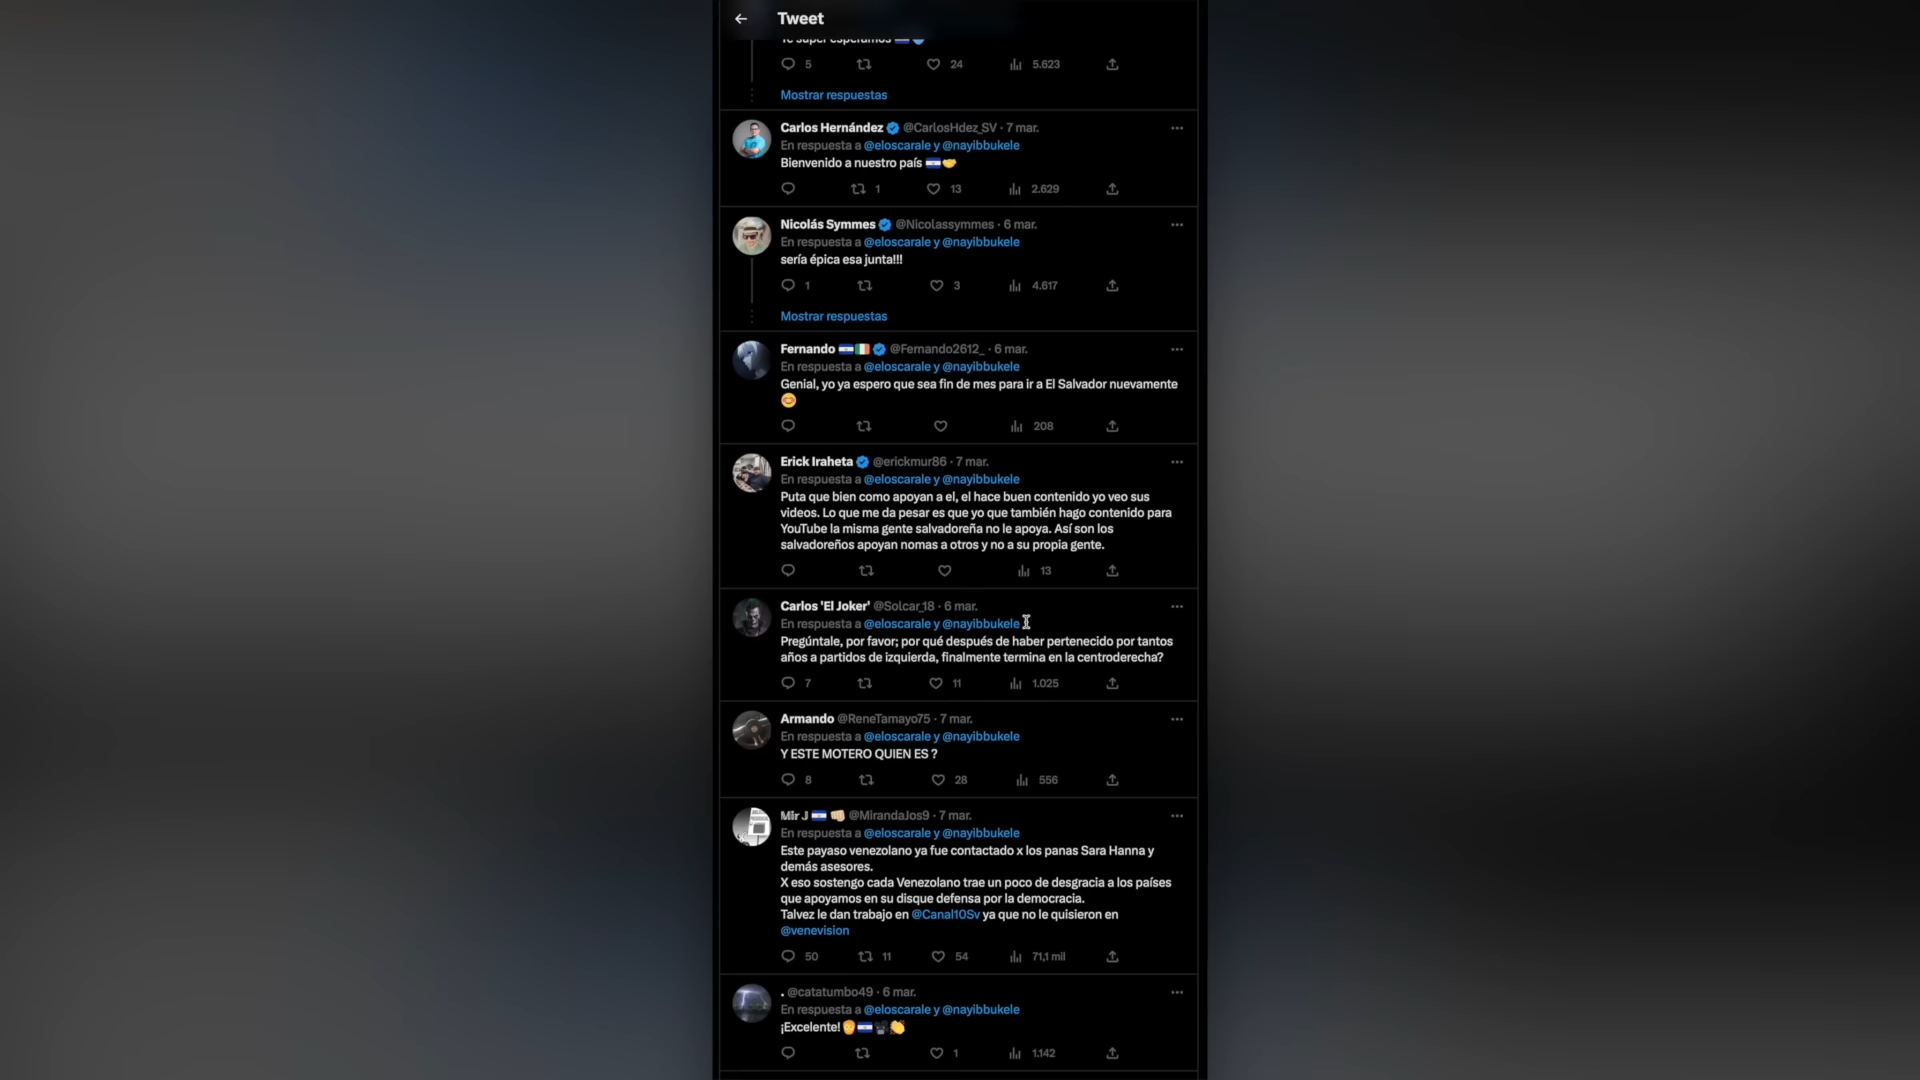 Tweet
Te super esperamos
5 24 5.623
Mostrar respuestas
Carlos Hernández @CarlosHdez_SV · 7 mar.
En respuesta a @eloscarale y @nayibbukele
Bienvenido a nuestro país 🇸🇻🤝
1 13 2.629
Nicolás Symmes @Nicolassymmes · 6 mar.
En respuesta a @eloscarale y @nayibbukele
sería épica esa junta!!!
1 3 4.617
Mostrar respuestas
Fernando 🇸🇻🇮🇪 @Fernando2612_ · 6 mar.
En respuesta a @eloscarale y @nayibbukele
Genial, yo ya espero que sea fin de mes para ir a El Salvador nuevamente
😊
208
Erick Iraheta @erickmur86 · 7 mar.
En respuesta a @eloscarale y @nayibbukele
Puta que bien como apoyan a el, el hace buen contenido yo veo sus
videos. Lo que me da pesar es que yo que también hago contenido para
YouTube la misma gente salvadoreña no le apoya. Así son los
salvadoreños apoyan nomas a otros y no a su propia gente.
13
Carlos 'El Joker' @Solcar_18 · 6 mar.
En respuesta a @eloscarale y @nayibbukele
Pregúntale, por favor; por qué después de haber pertenecido por tantos
años a partidos de izquierda, finalmente termina en la centroderecha?
7 11 1.025
Armando @ReneTamayo75 · 7 mar.
En respuesta a @eloscarale y @nayibbukele
Y ESTE MOTERO QUIEN ES ?
8 28 556
Mir J 🇸🇻👊🏼 @MirandaJos9 · 7 mar.
En respuesta a @eloscarale y @nayibbukele
Este payaso venezolano ya fue contactado x los panas Sara Hanna y
demás asesores.
X eso sostengo cada Venezolano trae un poco de desgracia a los países
que apoyamos en su disque defensa por la democracia.
Talvez le dan trabajo en @Canal10Sv ya que no le quisieron en
@venevision
50 11 54 71,1 mil
. @catatumbo49 · 6 mar.
En respuesta a @eloscarale y @nayibbukele
¡Excelente!
1 1.142